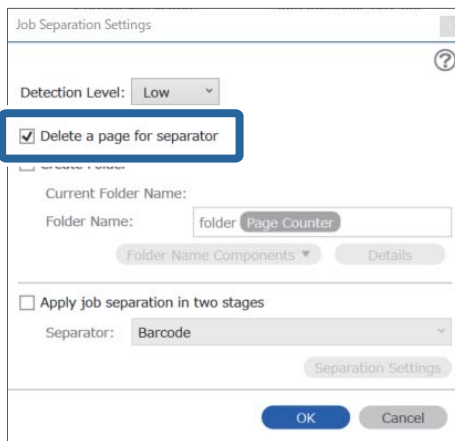 Job Separation Settings
?
Detection Level: Low
Delete a page for separator
Create Folder
Current Folder Name:
Folder Name: folder Page Counter
Folder Name Components ▼ Details
Apply job separation in two stages
Separator: Barcode
Separation Settings
OK Cancel